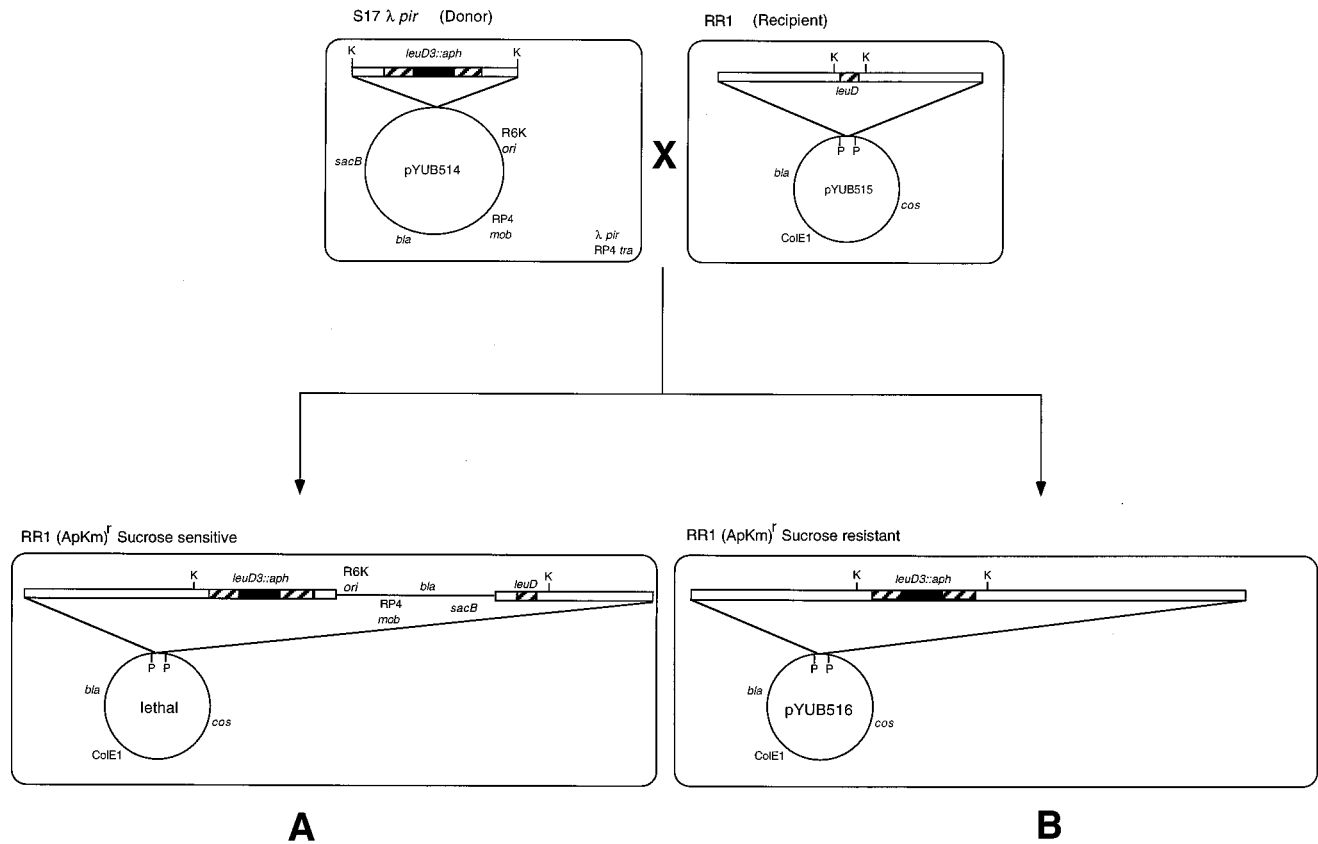 S17 λ pir (Donor)
K
leuD3::aph
K
R6K
ori
sacB
pYUB514
RP4
mob
bla
λ pir
RP4 tra
X
RR1 (Recipient)
K K
leuD
P P
bla
pYUB515
cos
ColE1
RR1 (ApKm)r Sucrose sensitive
K
leuD3::aph
R6K
ori
bla
leuD
K
RP4
mob
sacB
P P
bla
lethal
cos
ColE1
A
RR1 (ApKm)r Sucrose resistant
K
leuD3::aph
K
P P
bla
pYUB516
cos
ColE1
B